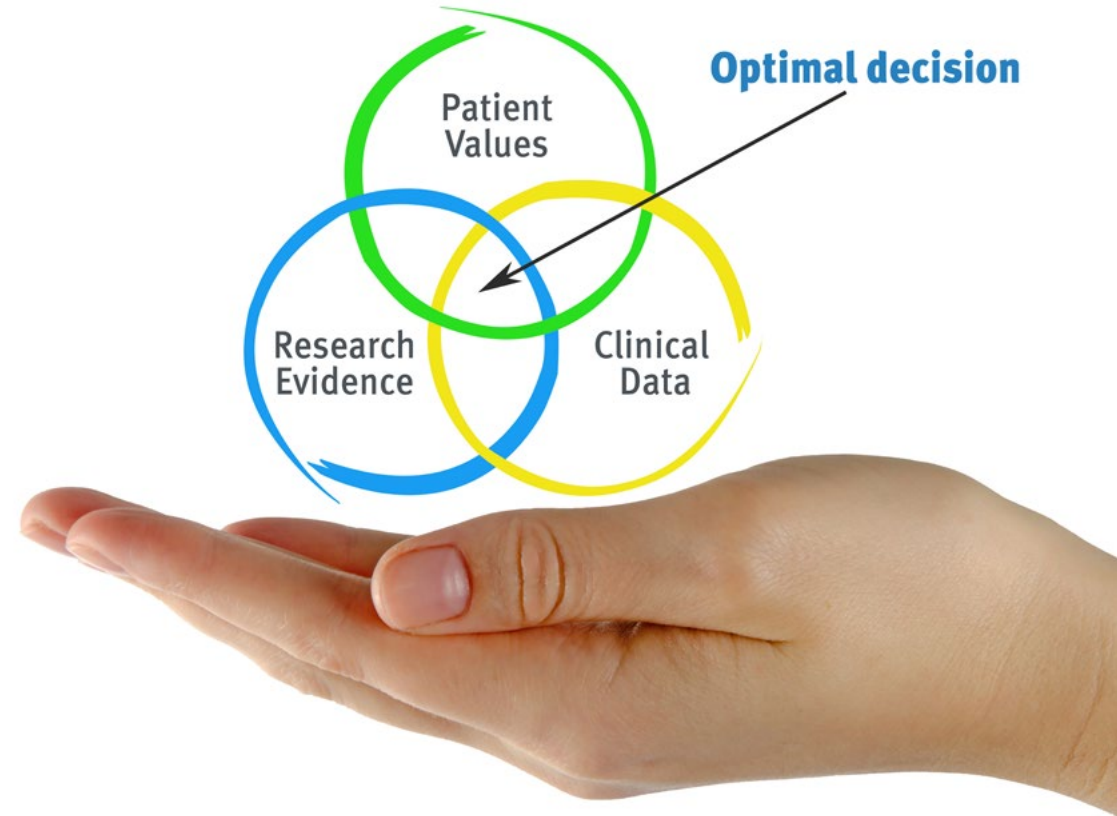 Optimal decision
Patient
Values
Research
Evidence
Clinical
Data